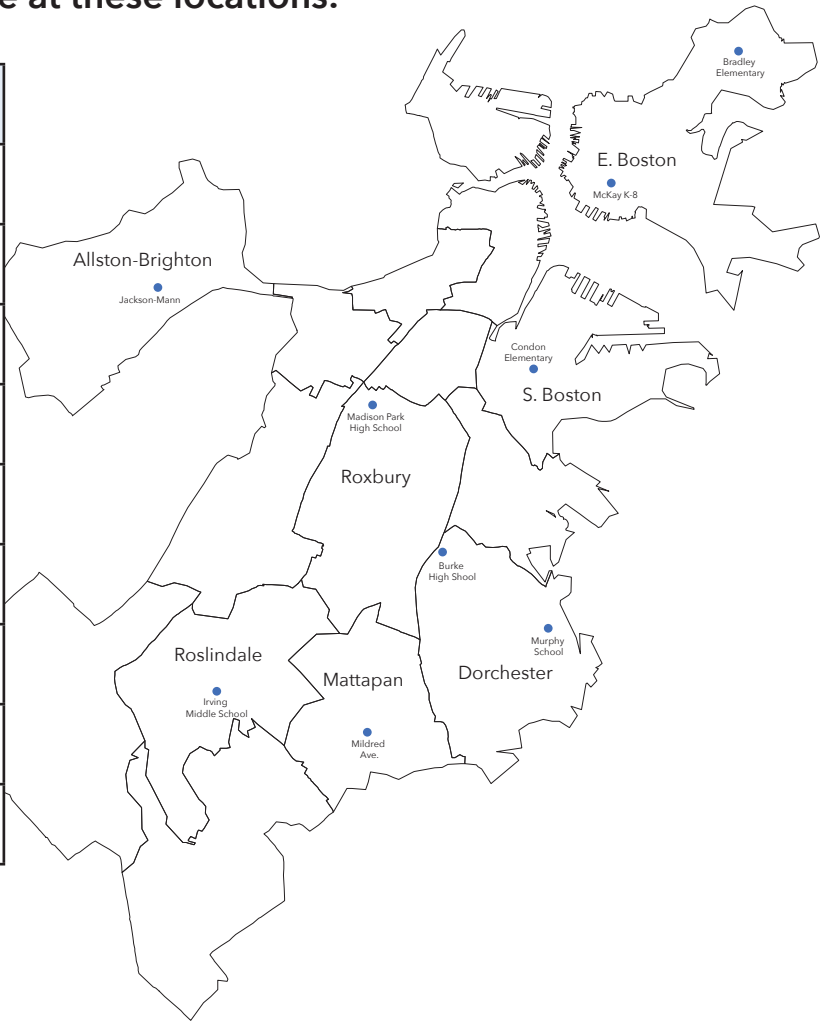 at these locations:
Bradley
Elementary
E. Boston
McKay K-8
Allston-Brighton
Jackson-Mann
Condon
Elementary
S. Boston
Madison Park
High School
Roxbury
Burke
High Shool
Murphy
School
Roslindale
Dorchester
Mattapan
Irving
Middle School
Mildred
Ave.